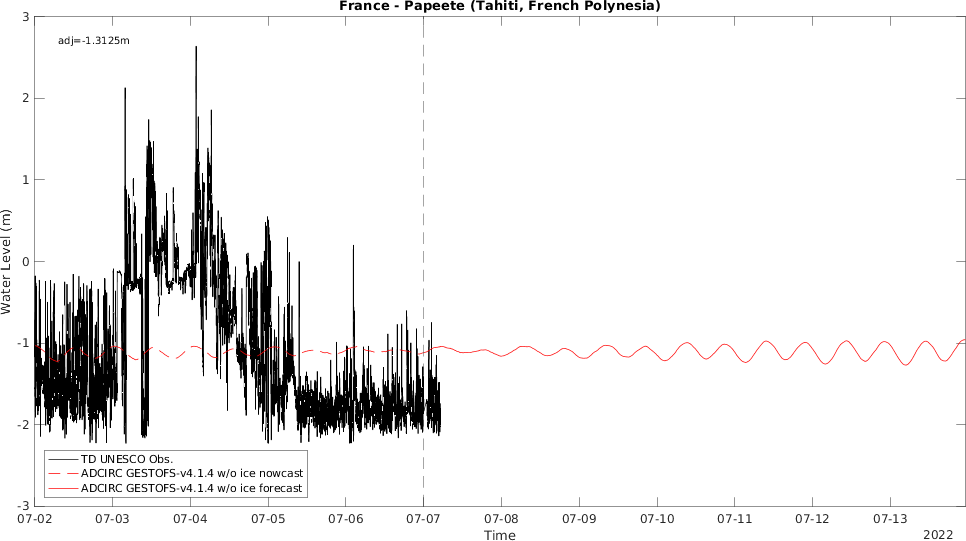 France - Papeete (Tahiti, French Polynesia)
adj=-1.3125m
3
2
1
0
-1
-2
-3
Water Level (m)
TD UNESCO Obs.
ADCIRC GESTOFS-v4.1.4 w/o ice nowcast
ADCIRC GESTOFS-v4.1.4 w/o ice forecast
07-02 07-03 07-04 07-05 07-06 07-07 07-08 07-09 07-10 07-11 07-12 07-13
Time
2022